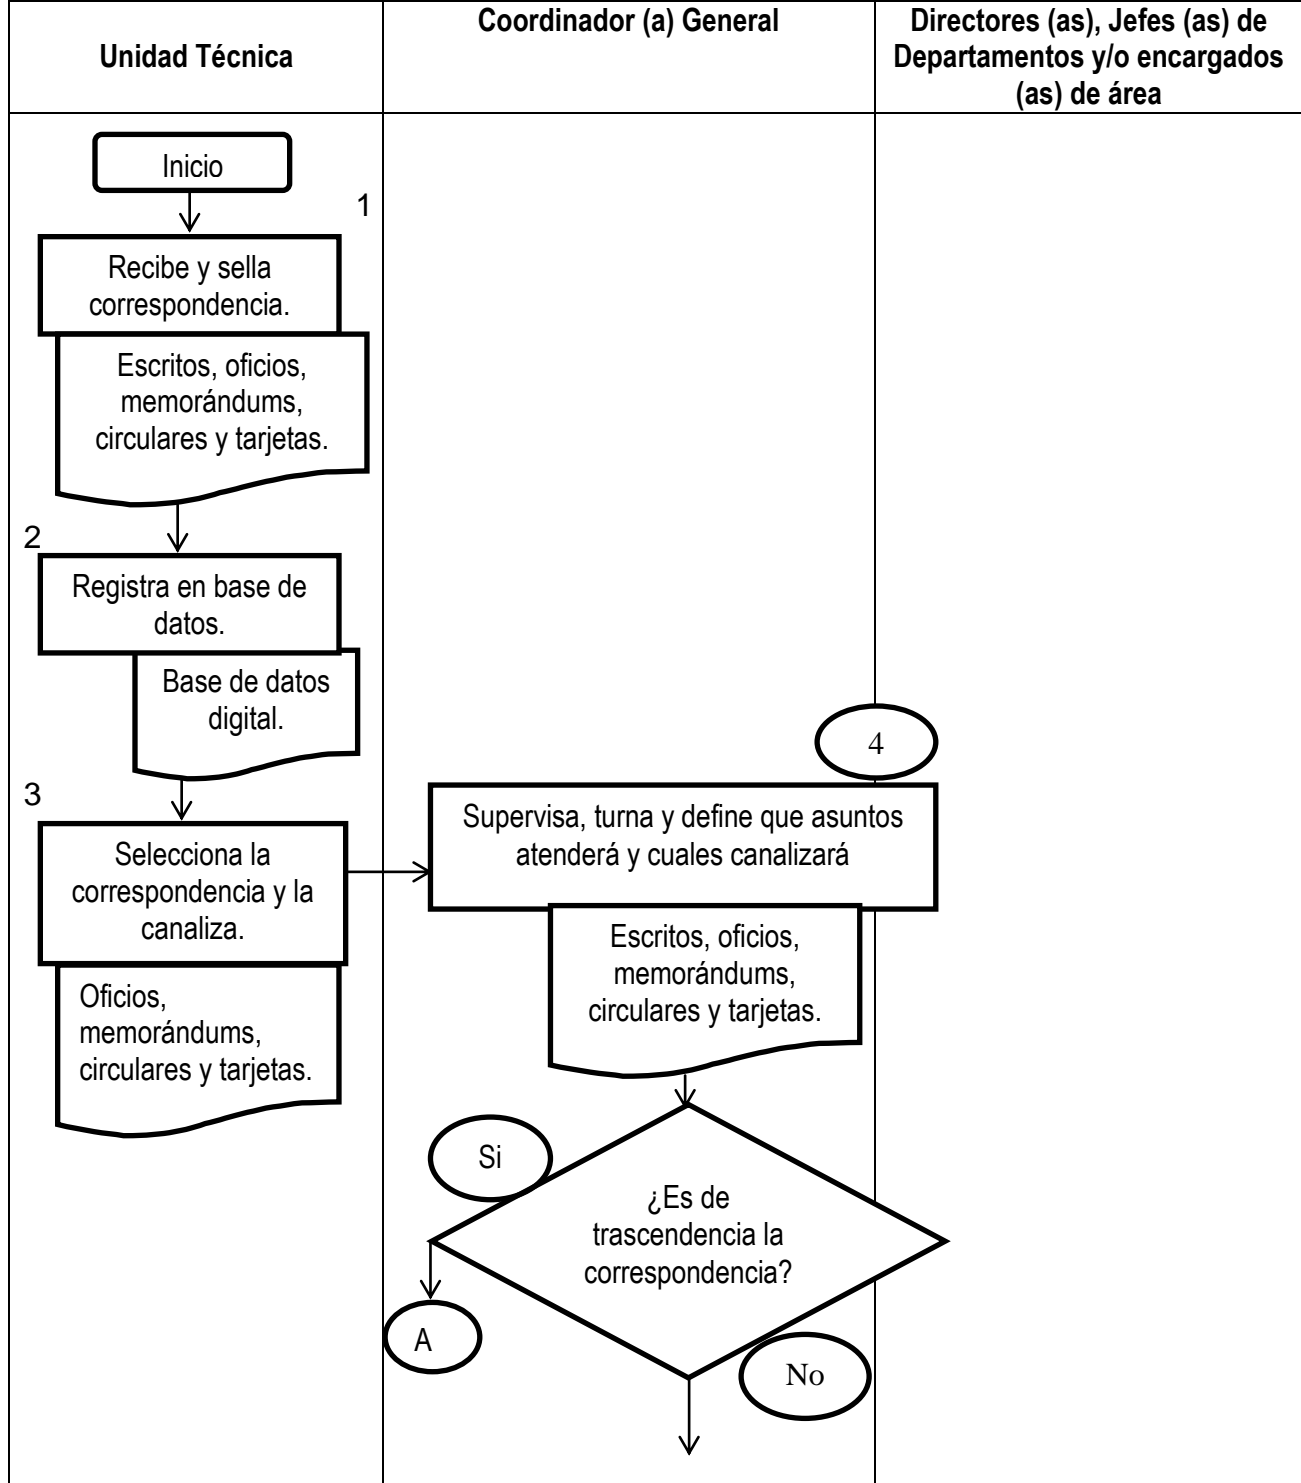 Unidad Técnica
Coordinador (a) General
Directores (as), Jefes (as) de
Departamentos y/o encargados
(as) de área
Inicio
1
Recibe y sella
correspondencia.
Escritos, oficios,
memorándums,
circulares y tarjetas.
2
Registra en base de
datos.
Base de datos
digital.
3
Selecciona la
correspondencia y la
canaliza.
Oficios,
memorándums,
circulares y tarjetas.
4
Supervisa, turna y define que asuntos
atenderá y cuales canalizará
Escritos, oficios,
memorándums,
circulares y tarjetas.
Si
¿Es de
trascendencia la
correspondencia?
A
No